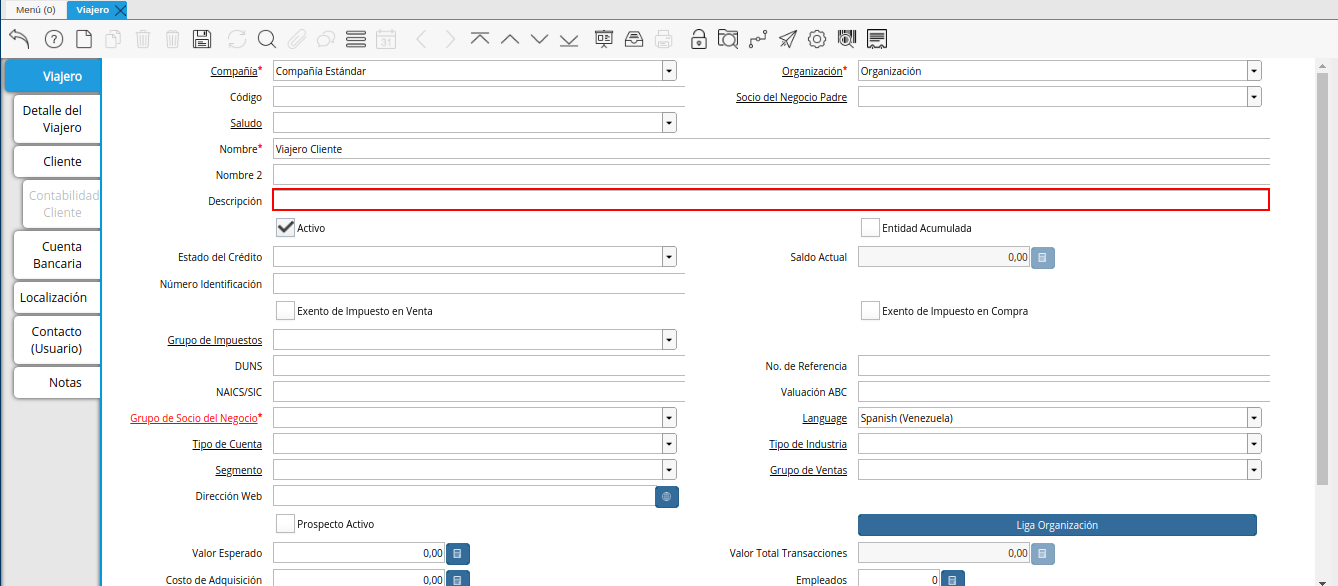 Menú (0)
Viajero
31
Viajero
Detalle del
Viajero
Cliente
Contabilidad
Cliente
Cuenta
Bancaria
Localización
Contacto
(Usuario)
Notas
Compañía* Compañía Estándar Organización* Organización
Código Socio del Negocio Padre
Saludo
Nombre* Viajero Cliente
Nombre 2
Descripción
Activo Entidad Acumulada
Estado del Crédito Saldo Actual 0,00
Número Identificación
Exento de Impuesto en Venta Exento de Impuesto en Compra
Grupo de Impuestos
DUNS No. de Referencia
NAICS/SIC Valuación ABC
Grupo de Socio del Negocio* Language Spanish (Venezuela)
Tipo de Cuenta Tipo de Industria
Segmento Grupo de Ventas
Dirección Web
Prospecto Activo Liga Organización
Valor Esperado 0,00 Valor Total Transacciones 0,00
Costo de Adquisición 0,00 Empleados 0